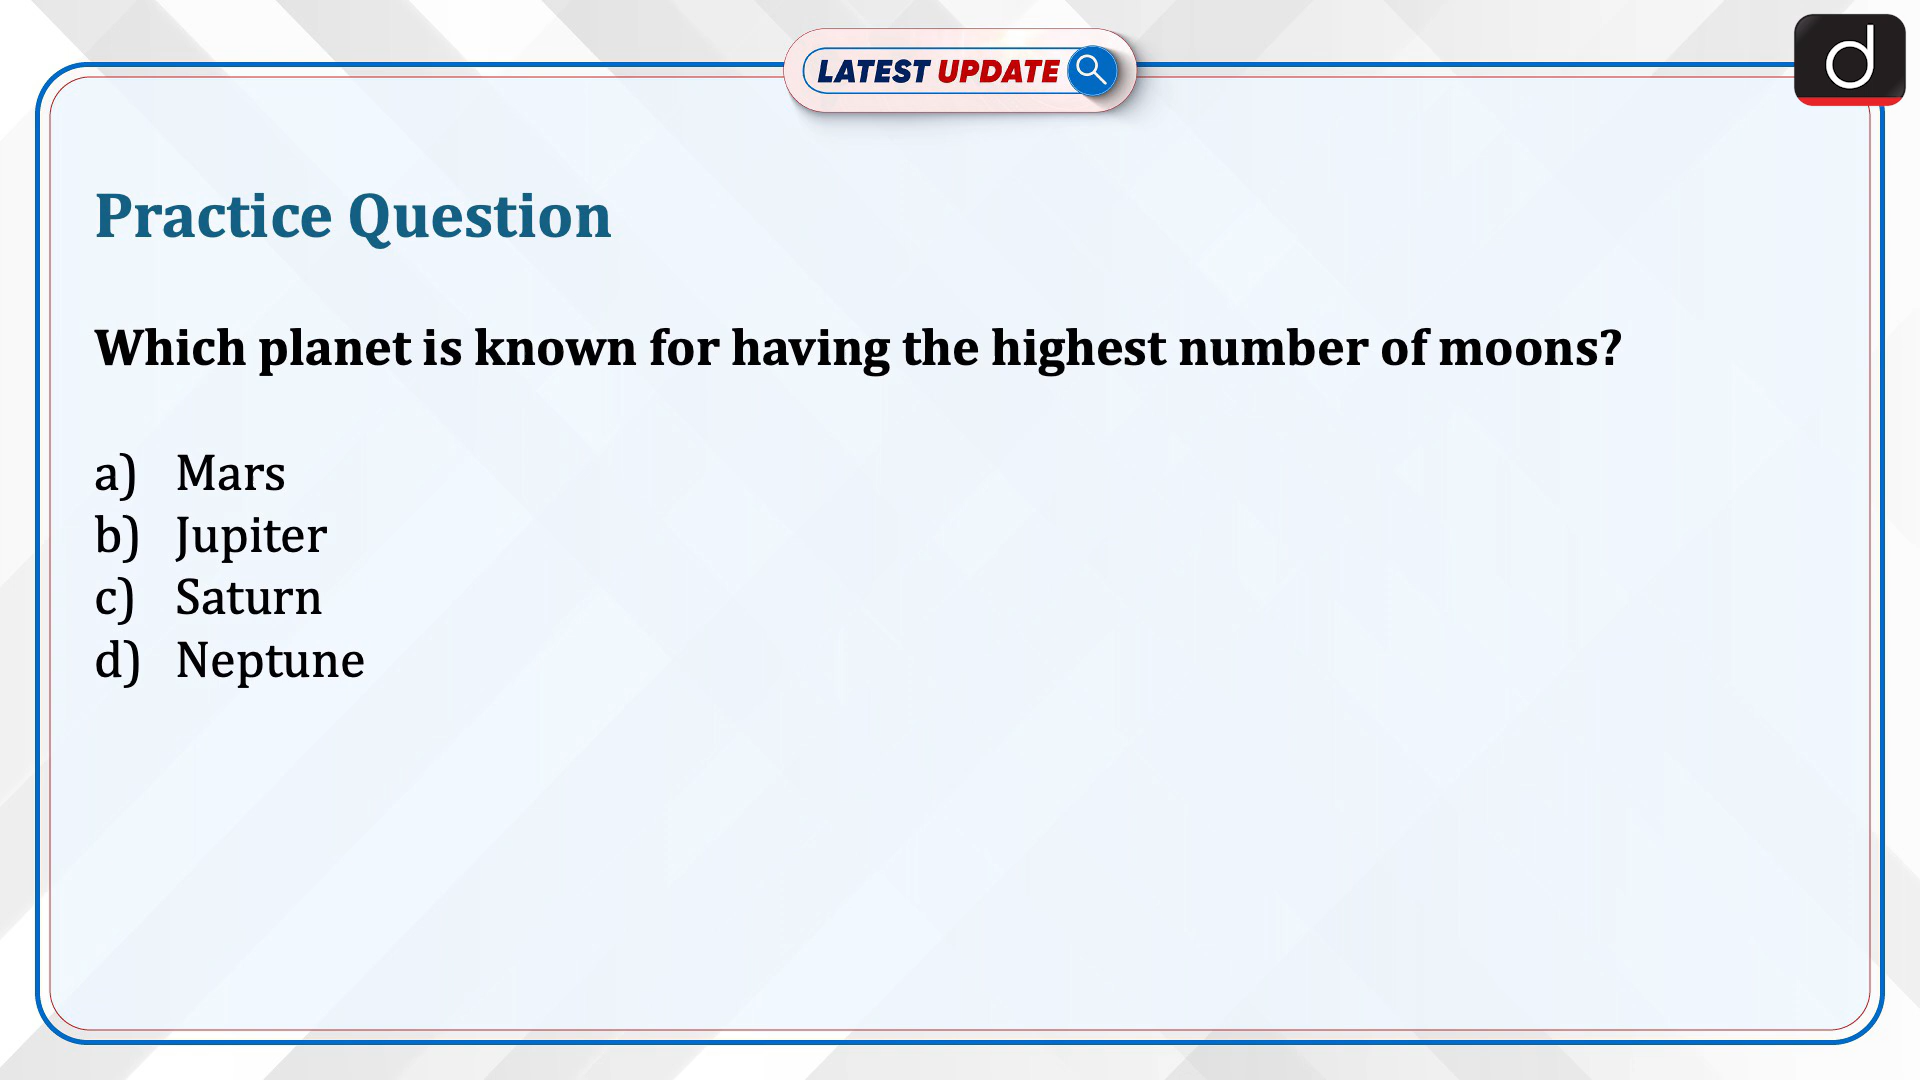 LATEST UPDATE
d
Practice Question
Which planet is known for having the highest number of moons?
a) Mars
b) Jupiter
c) Saturn
d) Neptune